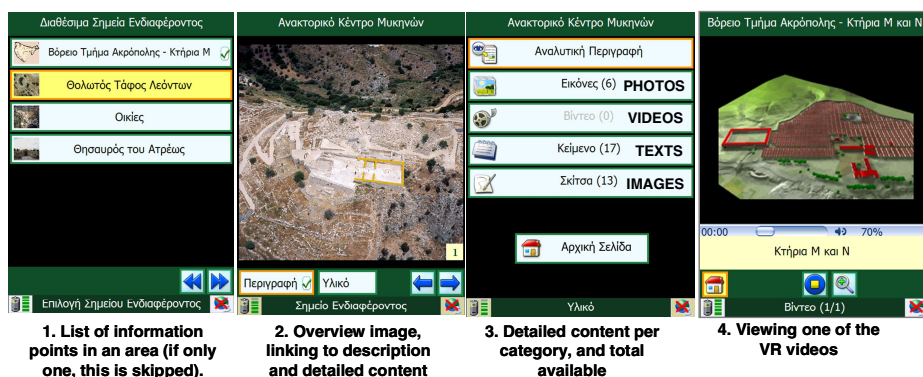 Διαθέσιμα Σημεία Ενδιαφέροντος
Βόρειο Τμήμα Ακρόπολης - Κτήρια Μ
Θολωτός Τάφος Λεόντων
Οικίες
Θησαυρός του Ατρέως
Επιλογή Σημείου Ενδιαφέροντος
1. List of information
points in an area (if only
one, this is skipped).
Ανακτορικό Κέντρο Μυκηνών
1
Περιγραφή
Υλικό
Σημείο Ενδιαφέροντος
2. Overview image,
linking to description
and detailed content
Ανακτορικό Κέντρο Μυκηνών
Αναλυτική Περιγραφή
Εικόνες (6) PHOTOS
Βίντεο (0) VIDEOS
Κείμενο (17) TEXTS
Σκίτσα (13) IMAGES
Αρχική Σελίδα
Υλικό
3. Detailed content per
category, and total
available
Βόρειο Τμήμα Ακρόπολης - Κτήρια Μ και Ν
00:00 70%
Κτήρια Μ και Ν
Βίντεο (1/1)
4. Viewing one of the
VR videos